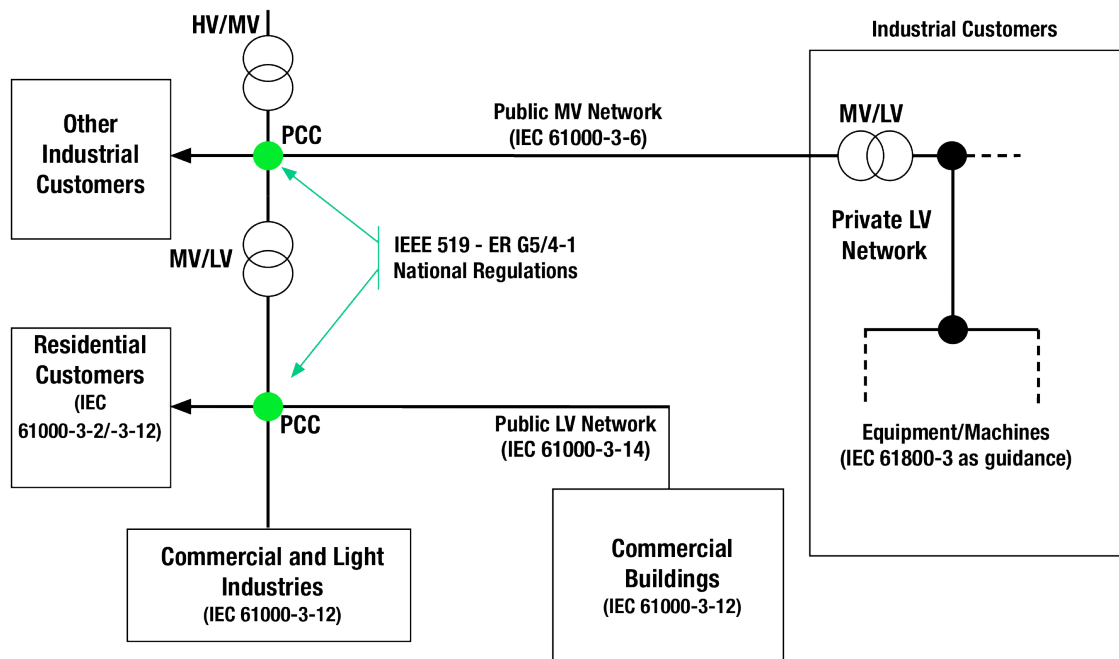 HV/MV
Industrial Customers
Other
Industrial
Customers
PCC
Public MV Network
(IEC 61000-3-6)
MV/LV
Private LV
Network
MV/LV
IEEE 519 - ER G5/4-1
National Regulations
Residential
Customers
(IEC
61000-3-2/-3-12)
PCC
Public LV Network
(IEC 61000-3-14)
Equipment/Machines
(IEC 61800-3 as guidance)
Commercial and Light
Industries
(IEC 61000-3-12)
Commercial
Buildings
(IEC 61000-3-12)